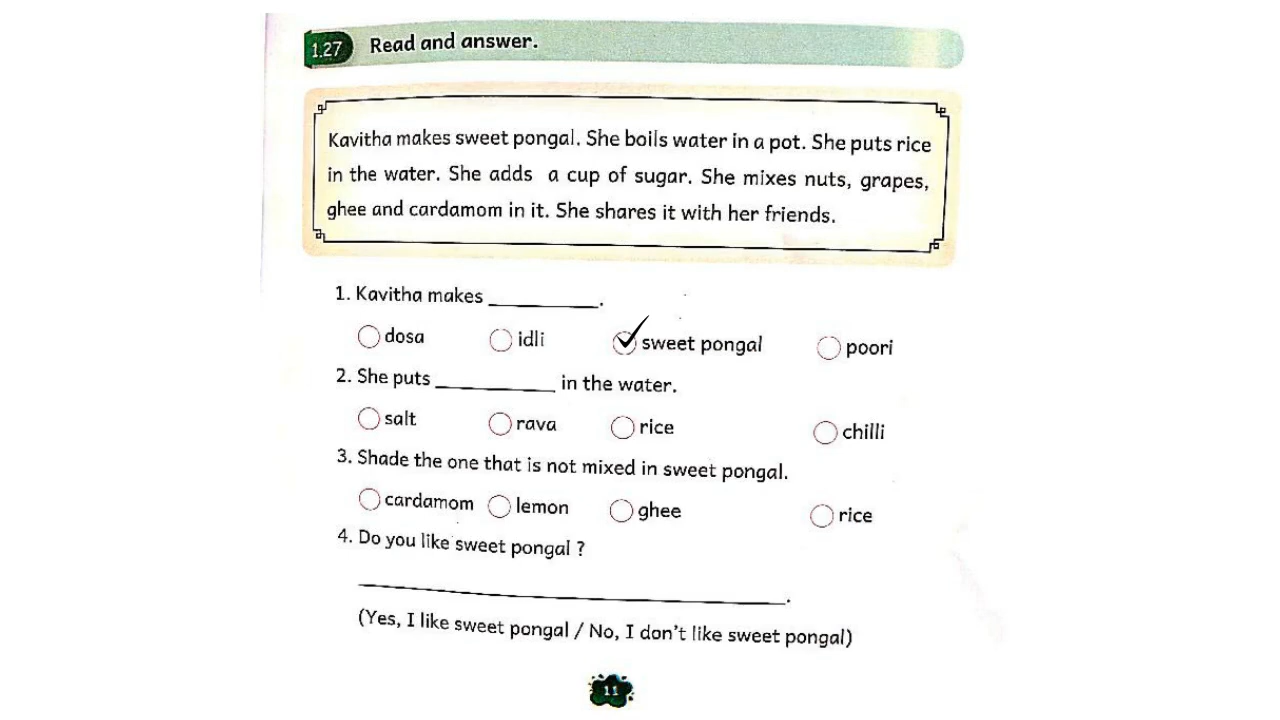 1.27 Read and answer.
Kavitha makes sweet pongal. She boils water in a pot. She puts rice
in the water. She adds a cup of sugar. She mixes nuts, grapes,
ghee and cardamom in it. She shares it with her friends.
1. Kavitha makes __________.
dosa idli sweet pongal poori
2. She puts ___________ in the water.
salt rava rice chilli
3. Shade the one that is not mixed in sweet pongal.
cardamom lemon ghee rice
4. Do you like sweet pongal ?
________________________________________.
(Yes, I like sweet pongal / No, I don't like sweet pongal)
11